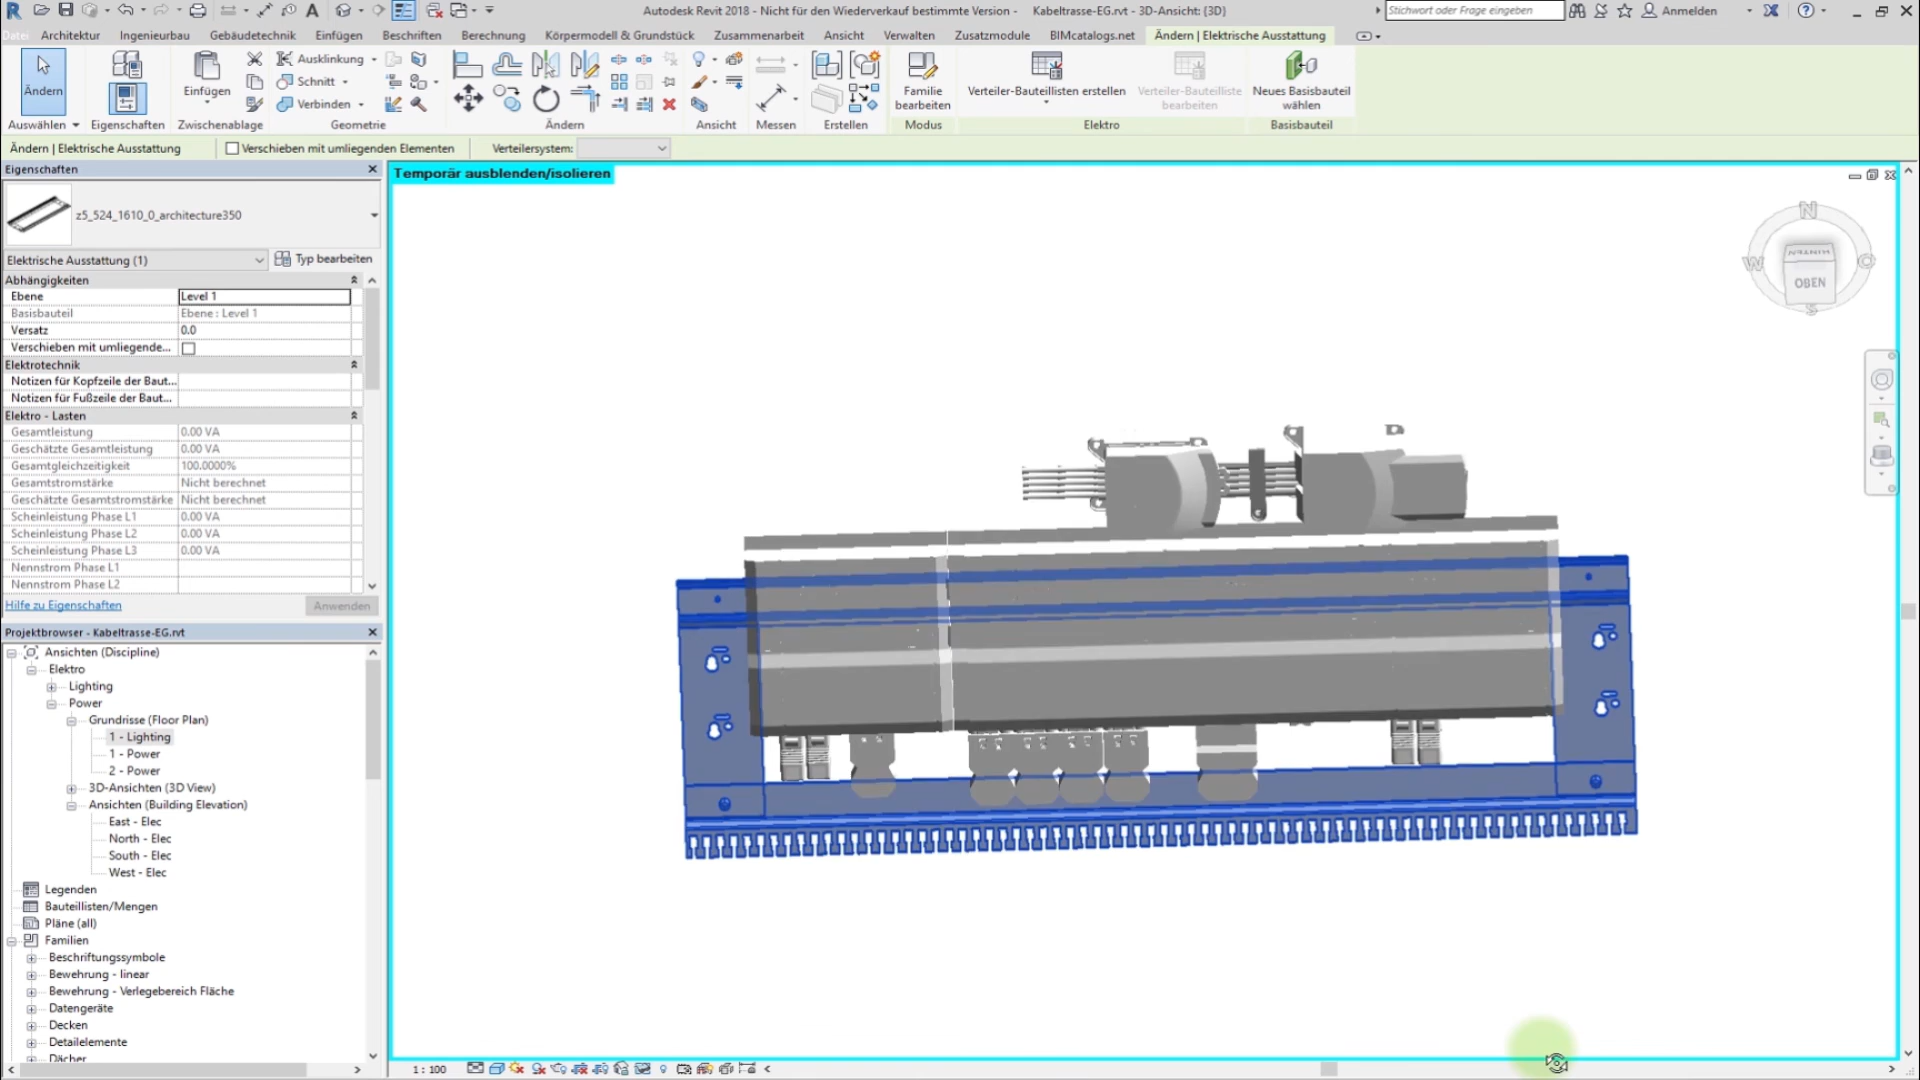 Autodesk Revit 2018 - Nicht für den Wiederverkauf bestimmte Version - Kabeltrasse-EG.rvt - 3D-Ansicht: {3D}
Stichwort oder Frage eingeben
Anmelden
Datei Architektur Ingenieurbau Gebäudetechnik Einfügen Beschriften Berechnung Körpermodell & Grundstück Zusammenarbeit Ansicht Verwalten Zusatzmodule BIMcatalogs.net Ändern | Elektrische Ausstattung
Ausklinkung
Schnitt
Verbinden
Ändern
Einfügen
Familie bearbeiten
Verteiler-Bauteillisten erstellen
Verteiler-Bauteilliste bearbeiten
Neues Basisbauteil wählen
Auswählen Eigenschaften Zwischenablage Geometrie Ändern Ansicht Messen Erstellen Modus Elektro Basisbauteil
Ändern | Elektrische Ausstattung Verschieben mit umliegenden Elementen Verteilersystem:
Eigenschaften
z5_524_1610_0_architecture350
Elektrische Ausstattung (1) Typ bearbeiten
Abhängigkeiten
Ebene Level 1
Basisbauteil Ebene : Level 1
Versatz 0.0
Verschieben mit umliegende...
Elektrotechnik
Notizen für Kopfzeile der Baut...
Notizen für Fußzeile der Baut...
Elektro - Lasten
Gesamtleistung 0.00 VA
Geschätzte Gesamtleistung 0.00 VA
Gesamtgleichzeitigkeit 100.0000%
Gesamtstromstärke Nicht berechnet
Geschätzte Gesamtstromstärke Nicht berechnet
Scheinleistung Phase L1 0.00 VA
Scheinleistung Phase L2 0.00 VA
Scheinleistung Phase L3 0.00 VA
Nennstrom Phase L1
Nennstrom Phase L2
Hilfe zu Eigenschaften Anwenden
Projektbrowser - Kabeltrasse-EG.rvt
Ansichten (Discipline)
Elektro
Lighting
Power
Grundrisse (Floor Plan)
1 - Lighting
1 - Power
2 - Power
3D-Ansichten (3D View)
Ansichten (Building Elevation)
East - Elec
North - Elec
South - Elec
West - Elec
Legenden
Bauteillisten/Mengen
Pläne (all)
Familien
Beschriftungssymbole
Bewehrung - linear
Bewehrung - Verlegebereich Fläche
Datengeräte
Decken
Detailelemente
Dächer
Temporär ausblenden/isolieren
N
W
O
S
HINTEN
OBEN
1 : 100